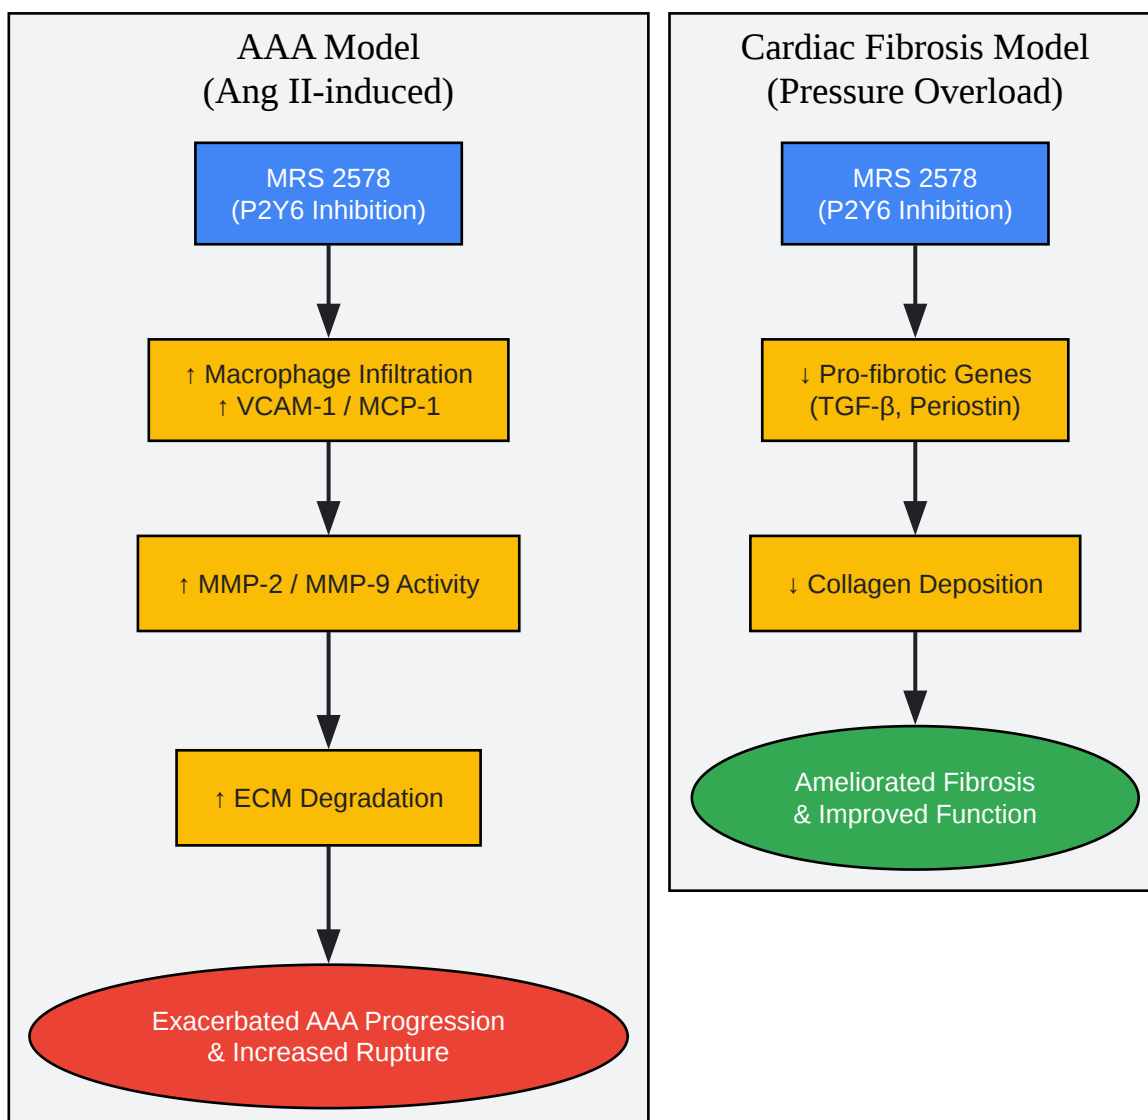 AAA Model
(Ang II-induced)
MRS 2578
(P2Y6 Inhibition)
↑ Macrophage Infiltration
↑ VCAM-1 / MCP-1
↑ MMP-2 / MMP-9 Activity
↑ ECM Degradation
Exacerbated AAA Progression
& Increased Rupture
Cardiac Fibrosis Model
(Pressure Overload)
MRS 2578
(P2Y6 Inhibition)
↓ Pro-fibrotic Genes
(TGF-β, Periostin)
↓ Collagen Deposition
Ameliorated Fibrosis
& Improved Function